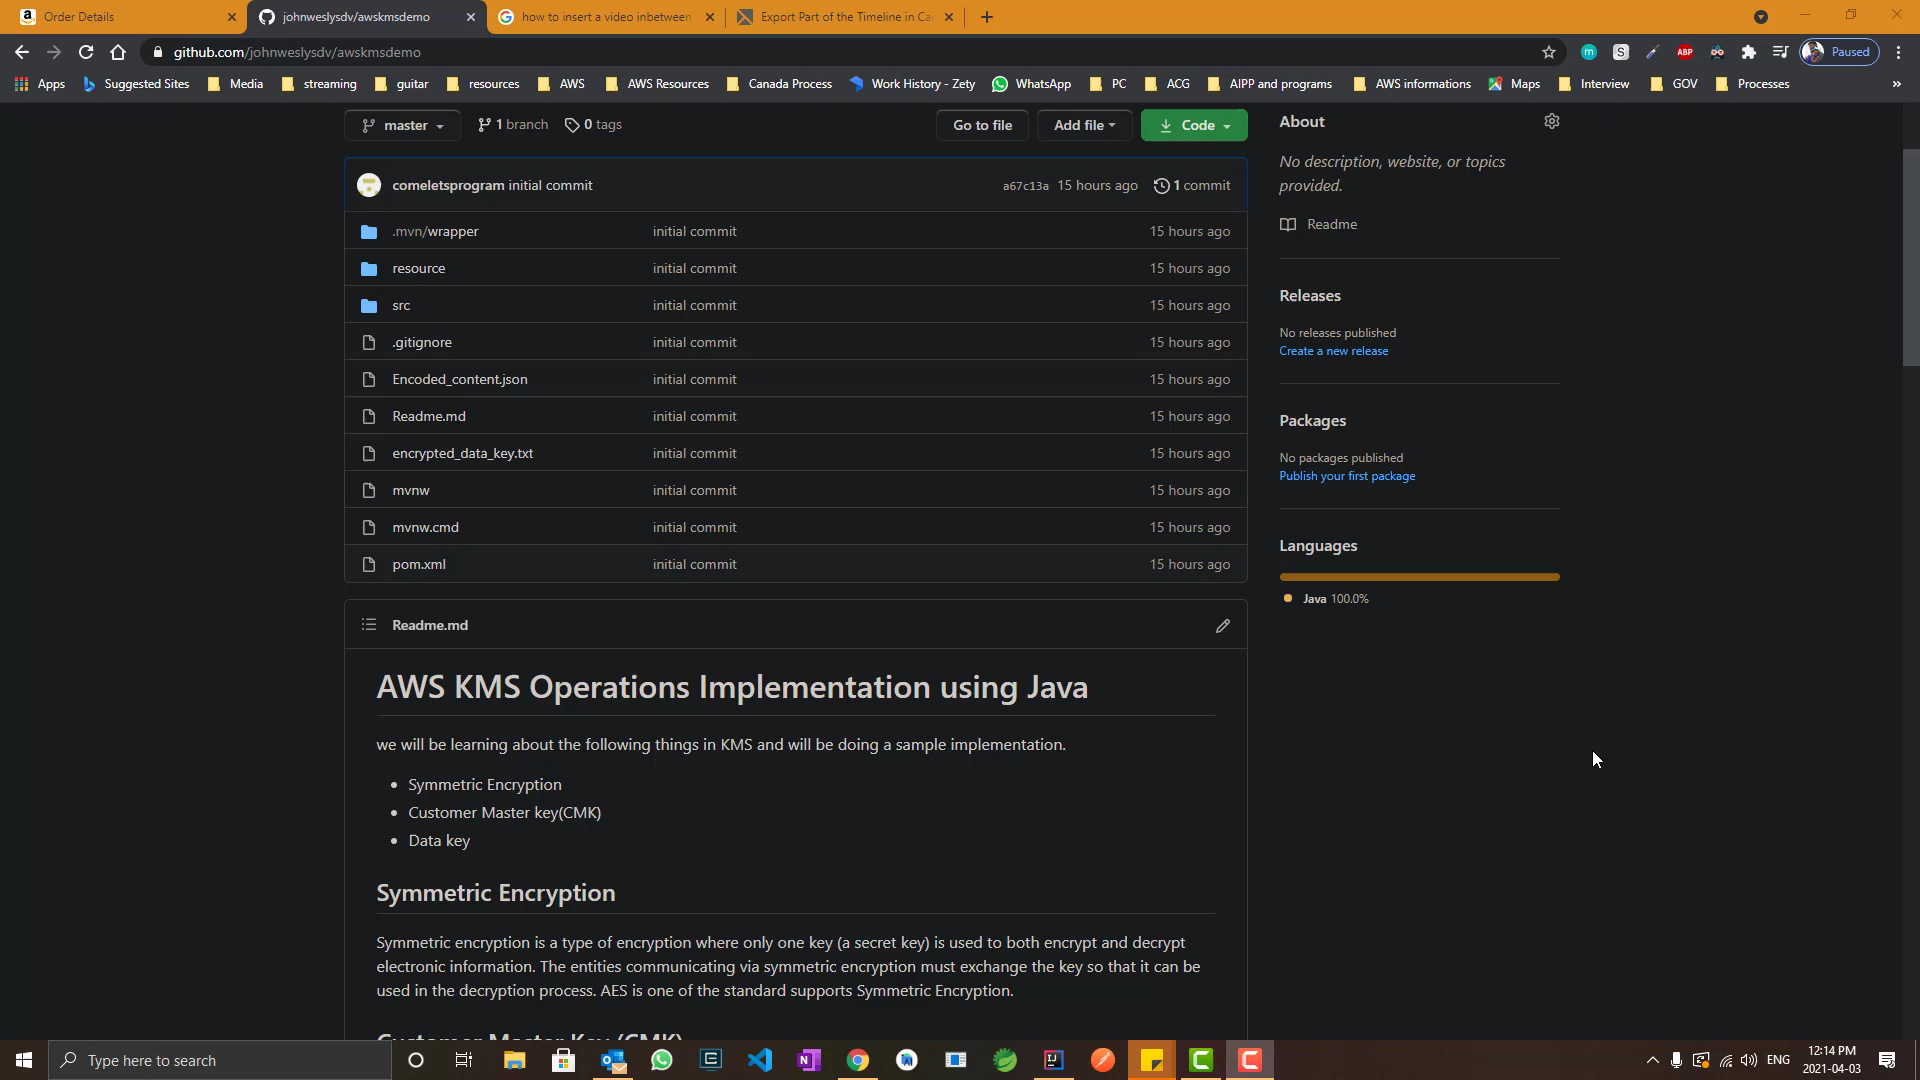 Order Details
johnweslysdv/awskmsdemo
how to insert a video inbetween
Export Part of the Timeline in Ca
github.com/johnweslysdv/awskmsdemo
ABP
Paused
Apps
Suggested Sites
Media
streaming
guitar
resources
AWS
AWS Resources
Canada Process
Work History - Zety
WhatsApp
PC
ACG
AIPP and programs
AWS informations
Maps
Interview
GOV
Processes
»
master
1 branch
0 tags
Go to file
Add file
Code
comeletsprogram initial commit
a67c13a 15 hours ago
1 commit
.mvn/wrapper initial commit 15 hours ago
resource initial commit 15 hours ago
src initial commit 15 hours ago
.gitignore initial commit 15 hours ago
Encoded_content.json initial commit 15 hours ago
Readme.md initial commit 15 hours ago
encrypted_data_key.txt initial commit 15 hours ago
mvnw initial commit 15 hours ago
mvnw.cmd initial commit 15 hours ago
pom.xml initial commit 15 hours ago
About
No description, website, or topics
provided.
Readme
Releases
No releases published
Create a new release
Packages
No packages published
Publish your first package
Languages
Java 100.0%
Readme.md
AWS KMS Operations Implementation using Java
we will be learning about the following things in KMS and will be doing a sample implementation.
• Symmetric Encryption
• Customer Master key(CMK)
• Data key
Symmetric Encryption
Symmetric encryption is a type of encryption where only one key (a secret key) is used to both encrypt and decrypt
electronic information. The entities communicating via symmetric encryption must exchange the key so that it can be
used in the decryption process. AES is one of the standard supports Symmetric Encryption.
Customer Master Key (CMK)
Type here to search
ENG
12:14 PM
2021-04-03